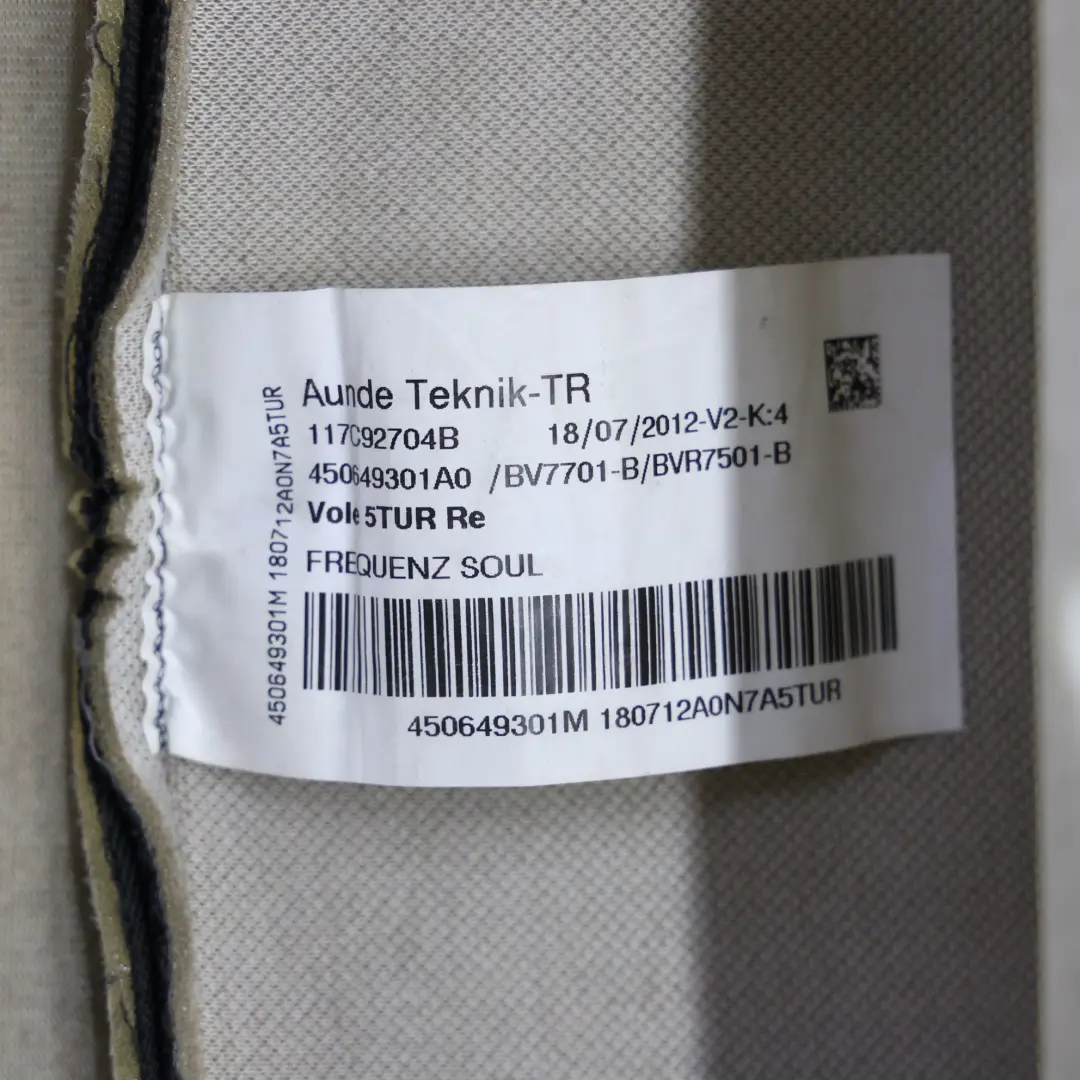 Aunde Teknik-TR
117C92704B 18/07/2012-V2-K:4
450649301A0 /BV7701-B/BVR7501-B
Vole 5TUR Re
FREQUENZ SOUL
450649301M 180712A0N7A5TUR
450649301M 180712A0N7A5TUR